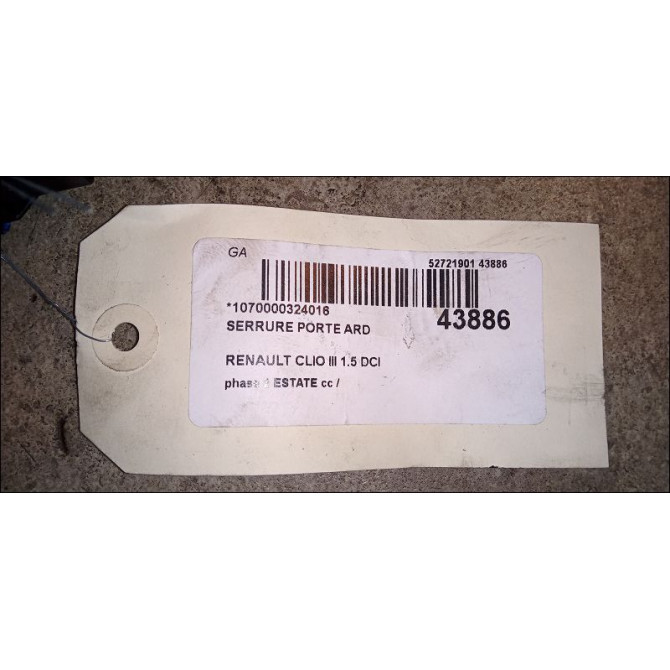 GA
52721901 43886
*1070000324016
43886
SERRURE PORTE ARD
RENAULT CLIO III 1.5 DCI
ESTATE cc /